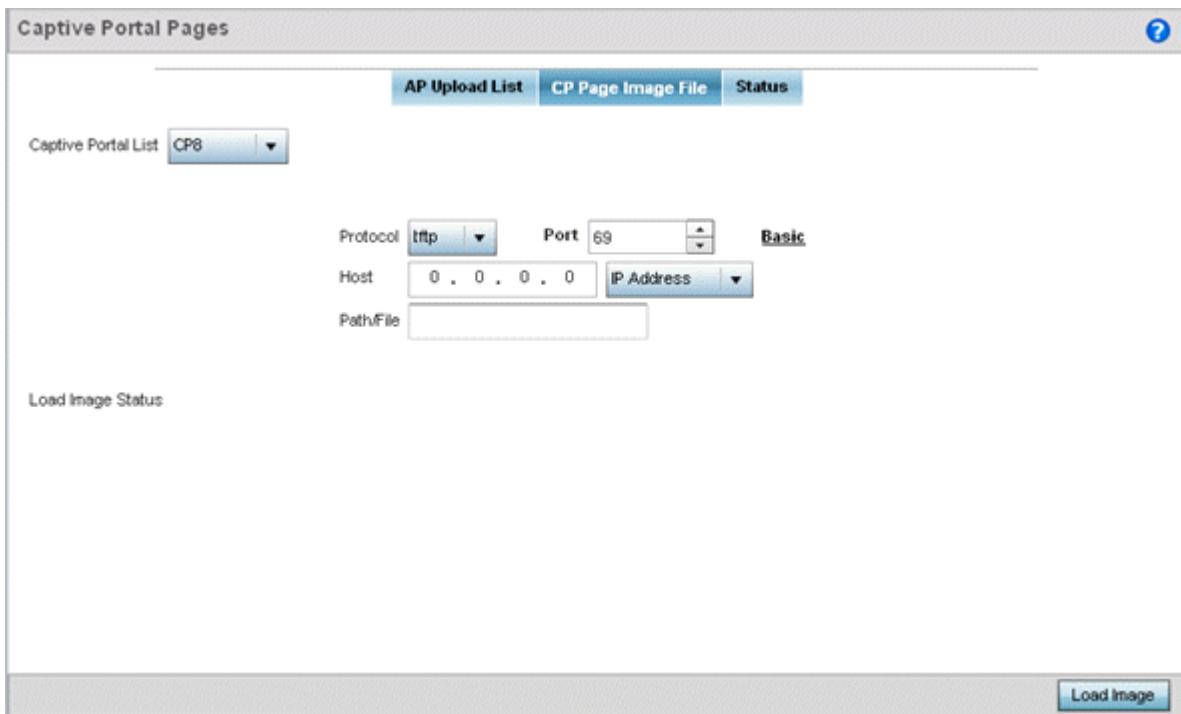 Captive Portal Pages ?
AP Upload List CP Page Image File Status
Captive Portal List CP8
Protocol tftp Port 69 Basic
Host 0 . 0 . 0 . 0 IP Address
Path/File
Load Image Status
Load Image